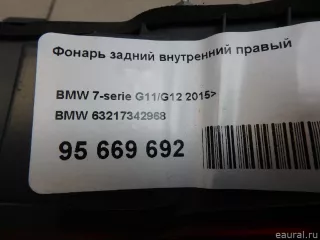 Фонарь задний внутренний правый
BMW 7-serie G11/G12 2015>
BMW 63217342968
95 669 692
eaural.ru